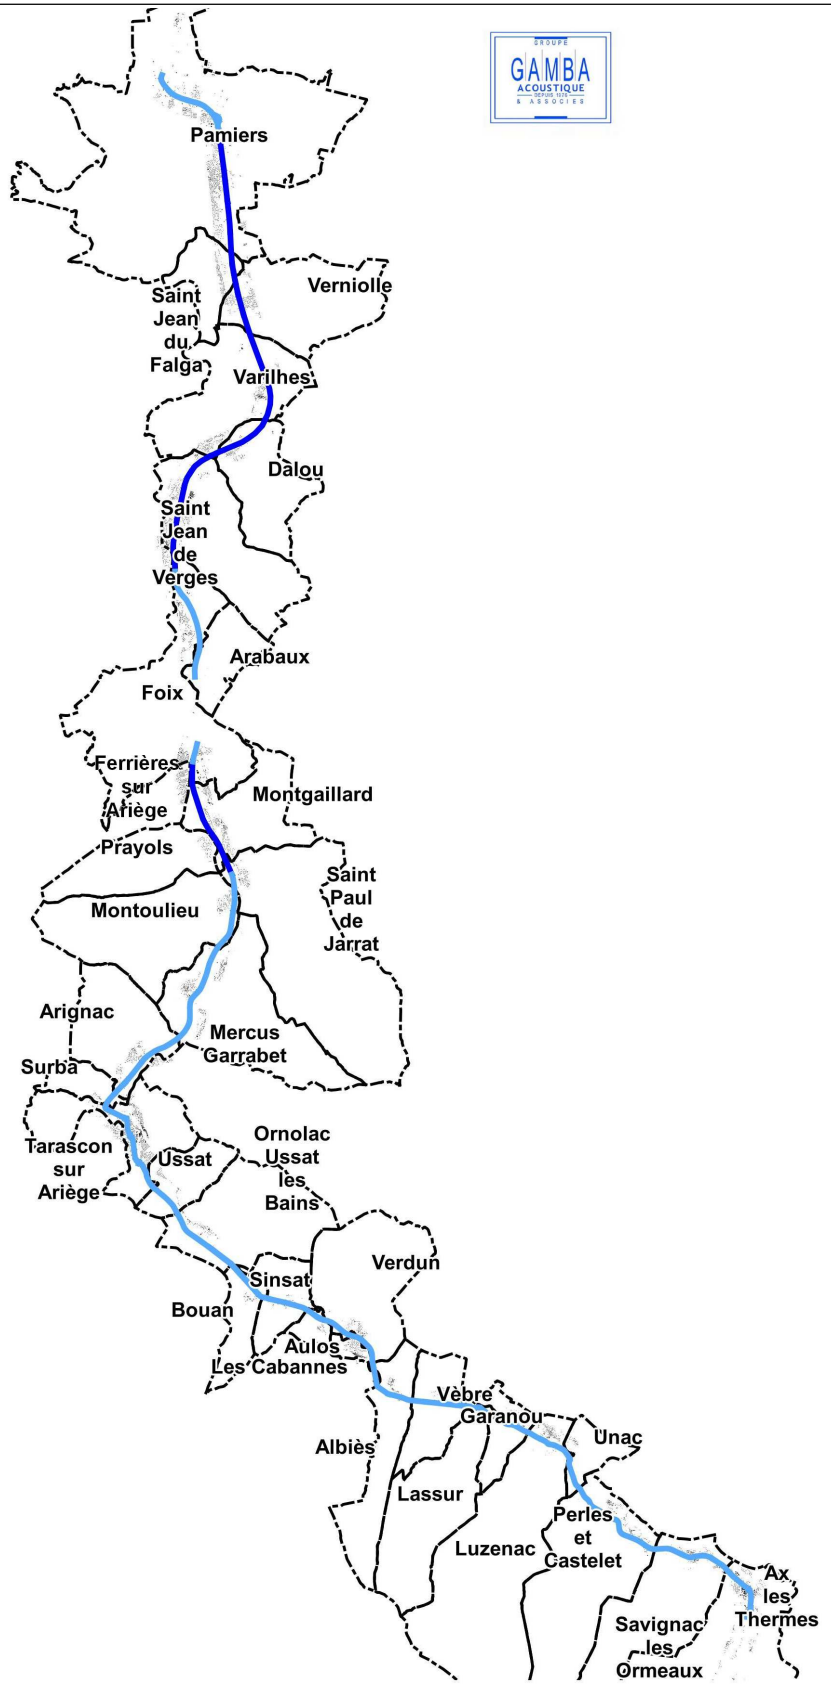 GROUPE
GAMBA
ACOUSTIQUE
DEPUIS 1976
& ASSOCIES
Pamiers
Verniolle
Saint
Jean
du
Falga
Varilhes
Dalou
Saint
Jean
de
Verges
Arabaux
Foix
Ferrières
sur
Ariège
Montgaillard
Prayols
Saint
Paul
de
Jarrat
Montoulieu
Arignac
Mercus
Garrabet
Surba
Tarascon
sur
Ariège
Ussat
Ornolac
Ussat
les
Bains
Verdun
Sinsat
Bouan
Aulos
Les Cabannes
Vèbre
Garanou
Albiès
Unac
Lassur
Luzenac
Perles
et
Castelet
Ax
les
Thermes
Savignac
les
Ormeaux